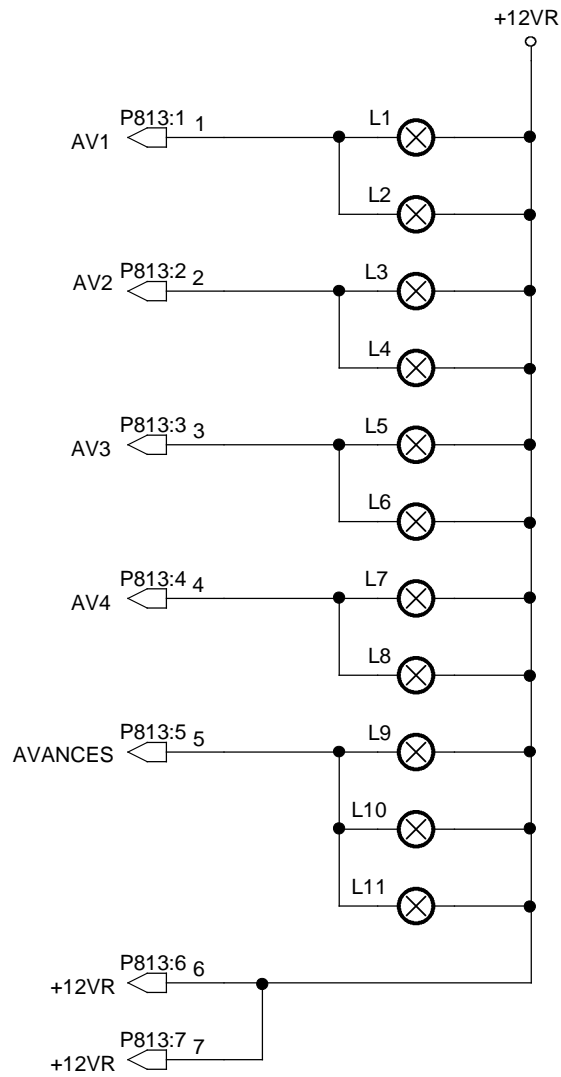 +12VR
P813:1 1 L1
AV1
L2
P813:2 2 L3
AV2
L4
P813:3 3 L5
AV3
L6
P813:4 4 L7
AV4
L8
P813:5 5 L9
AVANCES
L10
L11
P813:6 6
+12VR
P813:7 7
+12VR